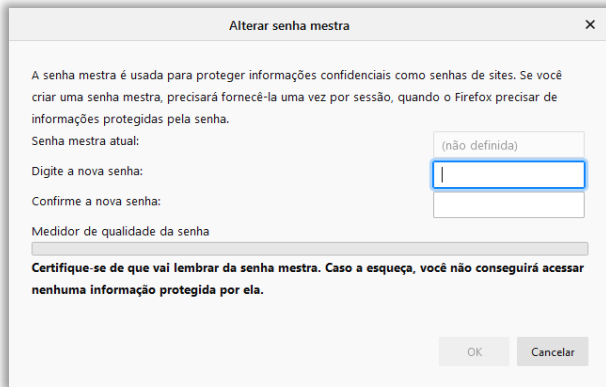 Alterar senha mestra
A senha mestra é usada para proteger informações confidenciais como senhas de sites. Se você
criar uma senha mestra, precisará fornecê-la uma vez por sessão, quando o Firefox precisar de
informações protegidas pela senha.
Senha mestra atual:
(não definida)
Digite a nova senha:
Confirme a nova senha:
Medidor de qualidade da senha
Certifique-se de que vai lembrar da senha mestra. Caso a esqueça, você não conseguirá acessar
nenhuma informação protegida por ela.
OK
Cancelar